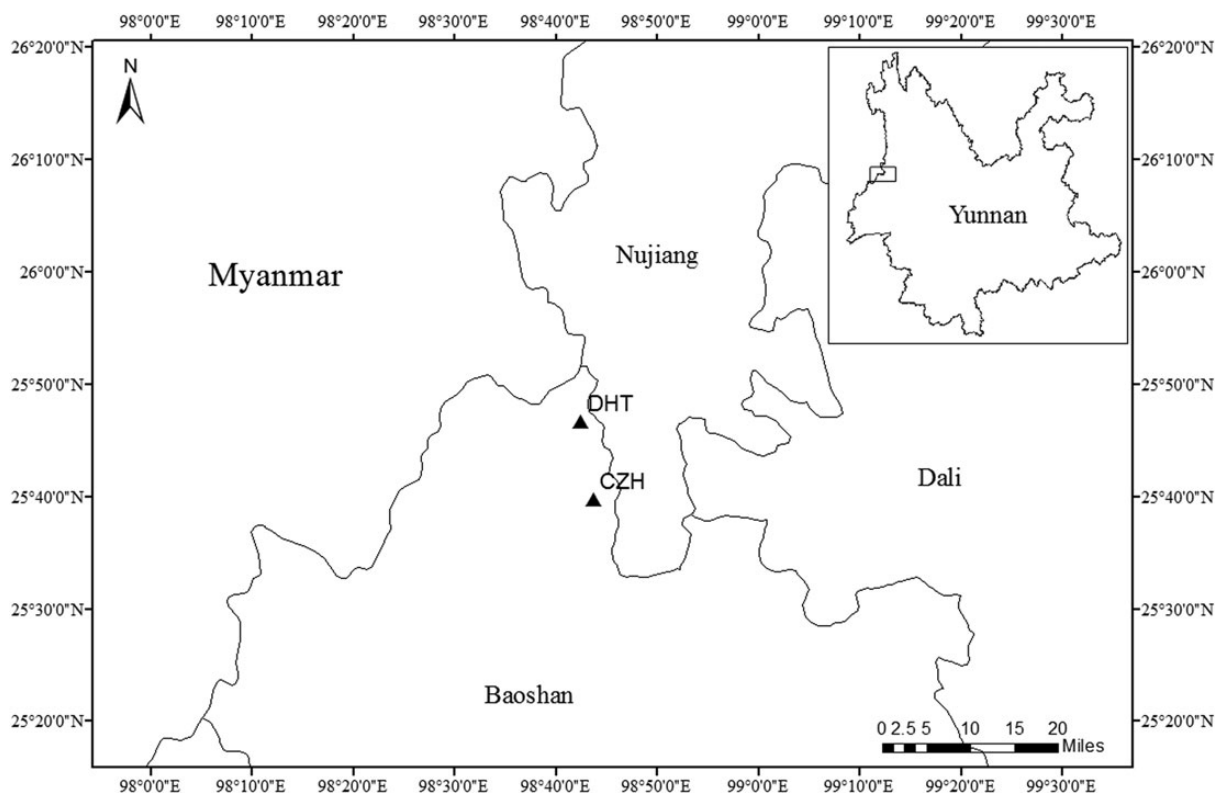 98°0'0"E 98°10'0"E 98°20'0"E 98°30'0"E 98°40'0"E 98°50'0"E 99°0'0"E 99°10'0"E 99°20'0"E 99°30'0"E
26°20'0"N 26°20'0"N
N
26°10'0"N 26°10'0"N
Yunnan
Nujiang
Myanmar
26°0'0"N 26°0'0"N
25°50'0"N 25°50'0"N
DHT
CZH
Dali
25°40'0"N 25°40'0"N
25°30'0"N 25°30'0"N
Baoshan
25°20'0"N 25°20'0"N
0 2.5 5 10 15 20
Miles
98°0'0"E 98°10'0"E 98°20'0"E 98°30'0"E 98°40'0"E 98°50'0"E 99°0'0"E 99°10'0"E 99°20'0"E 99°30'0"E